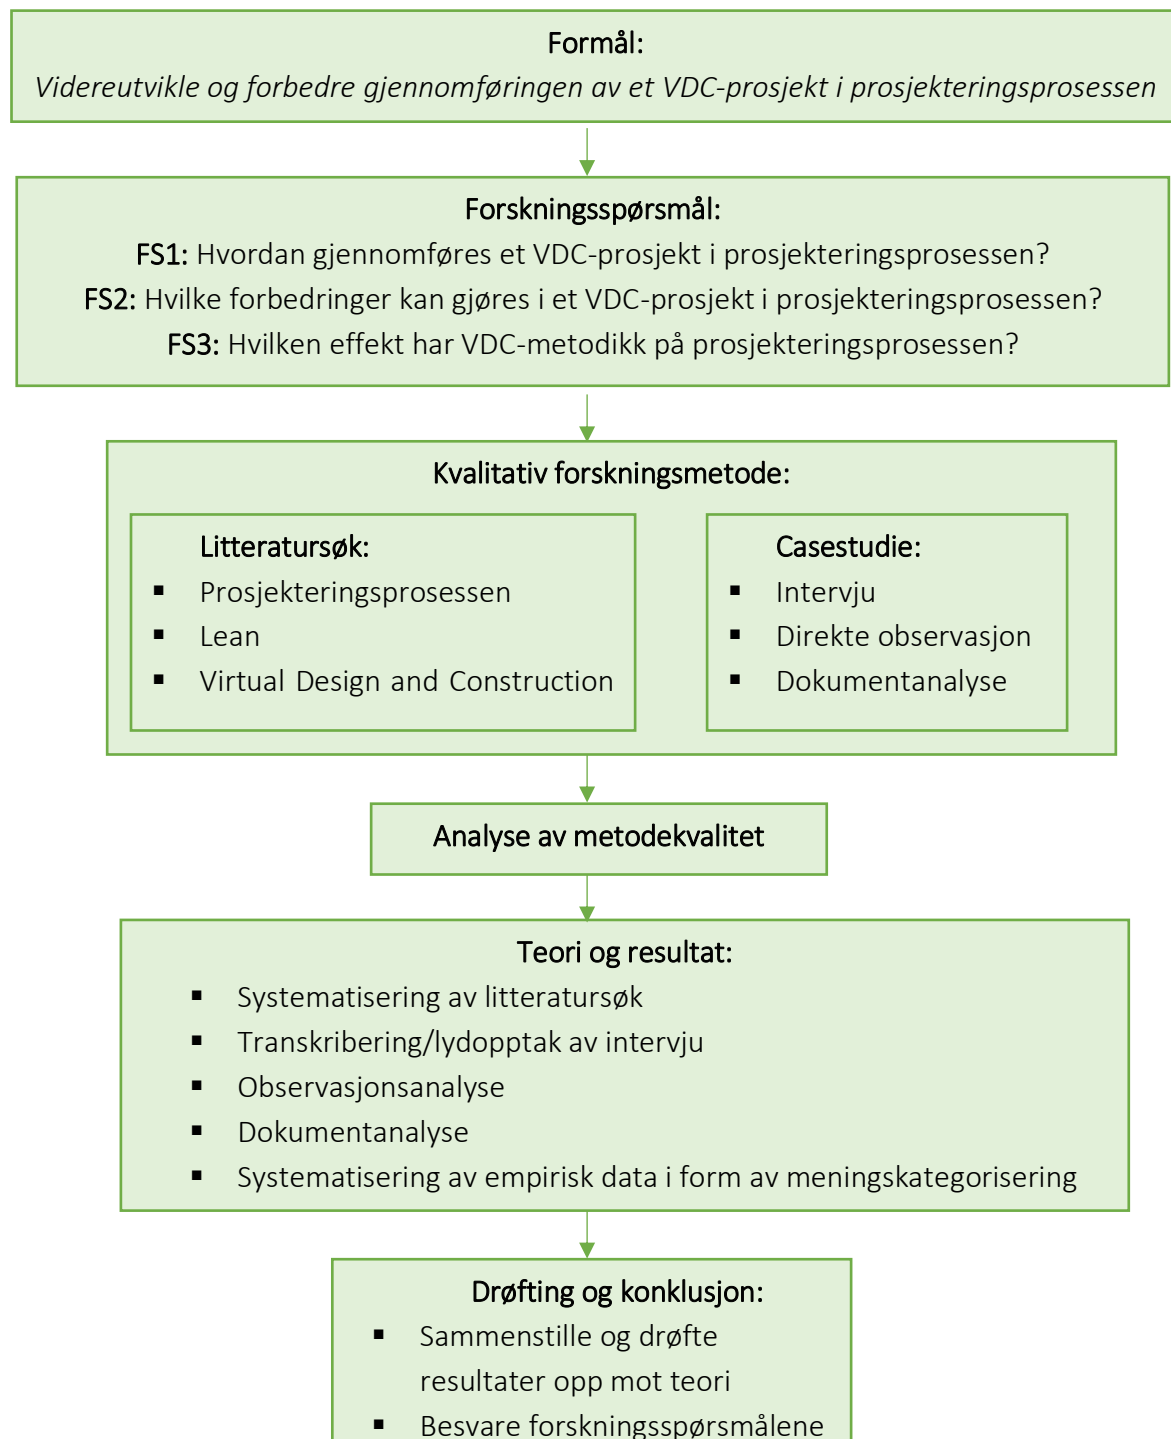 Formål:
Videreutvikle og forbedre gjennomføringen av et VDC-prosjekt i prosjekteringsprosessen
Forskningsspørsmål:
FS1: Hvordan gjennomføres et VDC-prosjekt i prosjekteringsprosessen?
FS2: Hvilke forbedringer kan gjøres i et VDC-prosjekt i prosjekteringsprosessen?
FS3: Hvilken effekt har VDC-metodikk på prosjekteringsprosessen?
Kvalitativ forskningsmetode:
Litteratursøk:
▪ Prosjekteringsprosessen
▪ Lean
▪ Virtual Design and Construction
Casestudie:
▪ Intervju
▪ Direkte observasjon
▪ Dokumentanalyse
Analyse av metodekvalitet
Teori og resultat:
▪ Systematisering av litteratursøk
▪ Transkribering/lydopptak av intervju
▪ Observasjonsanalyse
▪ Dokumentanalyse
▪ Systematisering av empirisk data i form av meningskategorisering
Drøfting og konklusjon:
▪ Sammenstille og drøfte
resultater opp mot teori
▪ Besvare forskningsspørsmålene